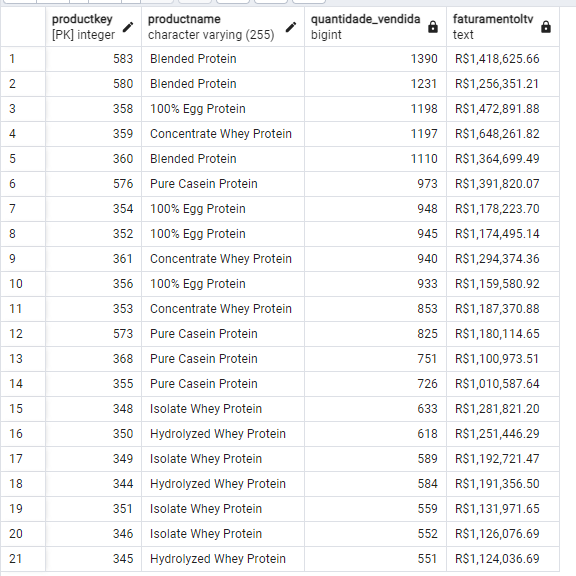 productkey productname quantidade_vendida faturamentoltv
[PK] integer character varying (255) bigint text
1 583 Blended Protein 1390 R$1,418,625.66
2 580 Blended Protein 1231 R$1,256,351.21
3 358 100% Egg Protein 1198 R$1,472,891.88
4 359 Concentrate Whey Protein 1197 R$1,648,261.82
5 360 Blended Protein 1110 R$1,364,699.49
6 576 Pure Casein Protein 973 R$1,391,820.07
7 354 100% Egg Protein 948 R$1,178,223.70
8 352 100% Egg Protein 945 R$1,174,495.14
9 361 Concentrate Whey Protein 940 R$1,294,374.36
10 356 100% Egg Protein 933 R$1,159,580.92
11 353 Concentrate Whey Protein 853 R$1,187,370.88
12 573 Pure Casein Protein 825 R$1,180,114.65
13 368 Pure Casein Protein 751 R$1,100,973.51
14 355 Pure Casein Protein 726 R$1,010,587.64
15 348 Isolate Whey Protein 633 R$1,281,821.20
16 350 Hydrolyzed Whey Protein 618 R$1,251,446.29
17 349 Isolate Whey Protein 589 R$1,192,721.47
18 344 Hydrolyzed Whey Protein 584 R$1,191,356.50
19 351 Isolate Whey Protein 559 R$1,131,971.65
20 346 Isolate Whey Protein 552 R$1,126,076.69
21 345 Hydrolyzed Whey Protein 551 R$1,124,036.69